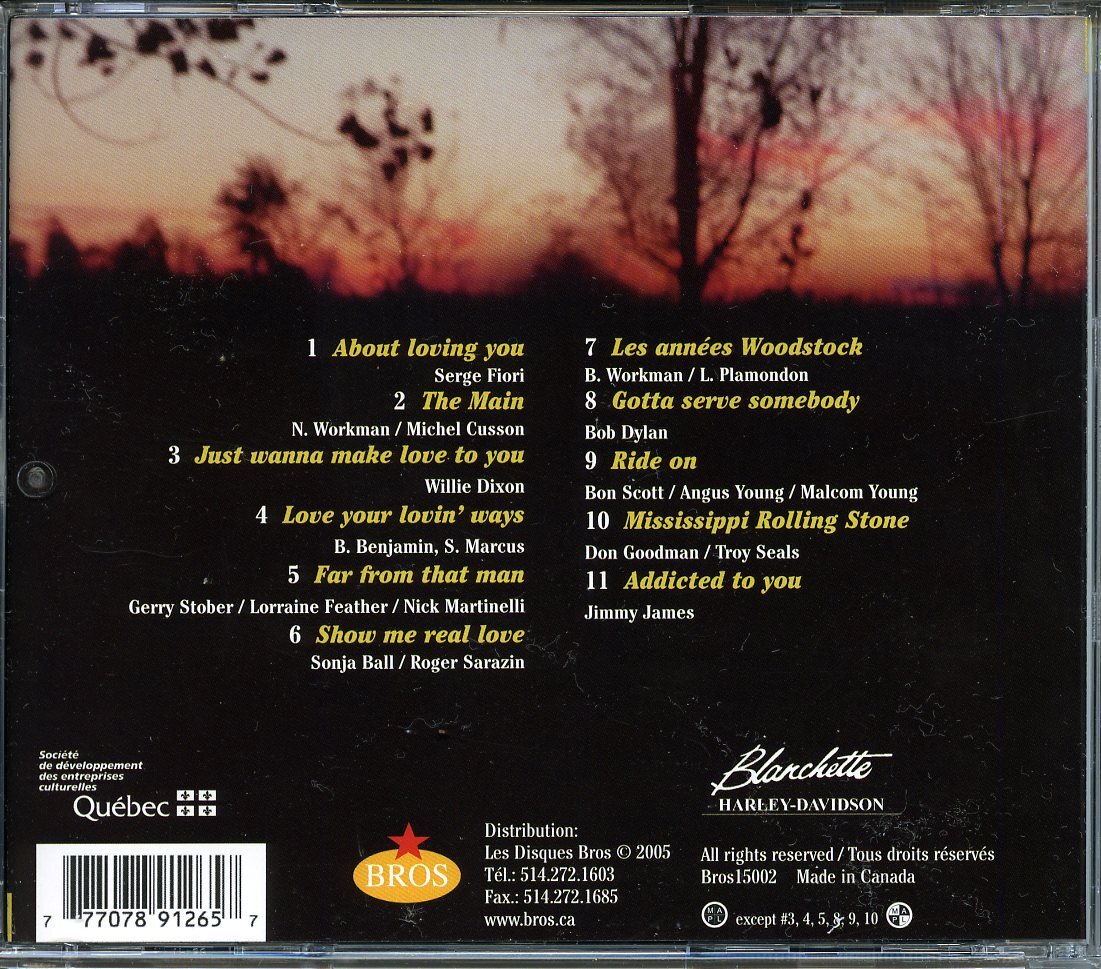 1 About loving you
Serge Fiori
2 The Main
N. Workman / Michel Cusson
3 Just wanna make love to you
Willie Dixon
4 Love your lovin' ways
B. Benjamin, S. Marcus
5 Far from that man
Gerry Stober / Lorraine Feather / Nick Martinelli
6 Show me real love
Sonja Ball / Roger Sarazin
7 Les années Woodstock
B. Workman / L. Plamondon
8 Gotta serve somebody
Bob Dylan
9 Ride on
Bon Scott / Angus Young / Malcom Young
10 Mississippi Rolling Stone
Don Goodman / Troy Seals
11 Addicted to you
Jimmy James
Société
de développement
des entreprises
culturelles
Québec
7 77078 91265 7
BROS
Distribution:
Les Disques Bros © 2005
Tél.: 514.272.1603
Fax.: 514.272.1685
www.bros.ca
Blanchette
HARLEY-DAVIDSON
All rights reserved / Tous droits réservés
Bros15002 Made in Canada
MAPL except #3, 4, 5, 8, 9, 10 MAPL